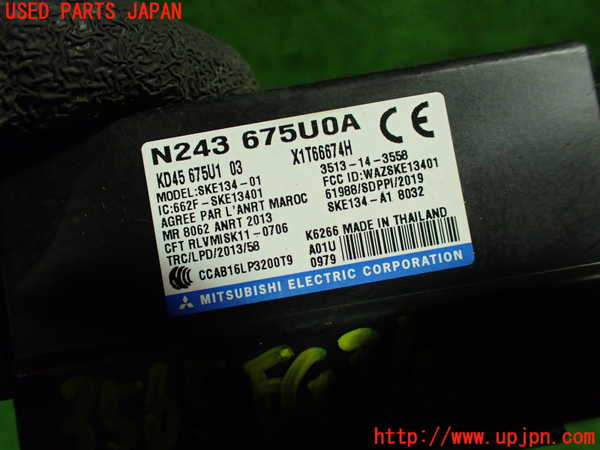 USED PARTS JAPAN
N243 675U0A
KD45 675U1 03 X1T66674H
MODEL:SKE134-01 3513-14-3558
IC:662F-SKE13401 FCC ID:WAZSKE13401
AGREE PAR L'ANRT MAROC 61988/SDPPI/2019
MR 8062 ANRT 2013 SKE134-A1 8032
CFT RLVMISK11-0706
TRC/LPD/2013/58
K6266 MADE IN THAILAND
A01U
0979
CCAB16LP3200T9
MITSUBISHI ELECTRIC CORPORATION
http://www.upjpn.com/